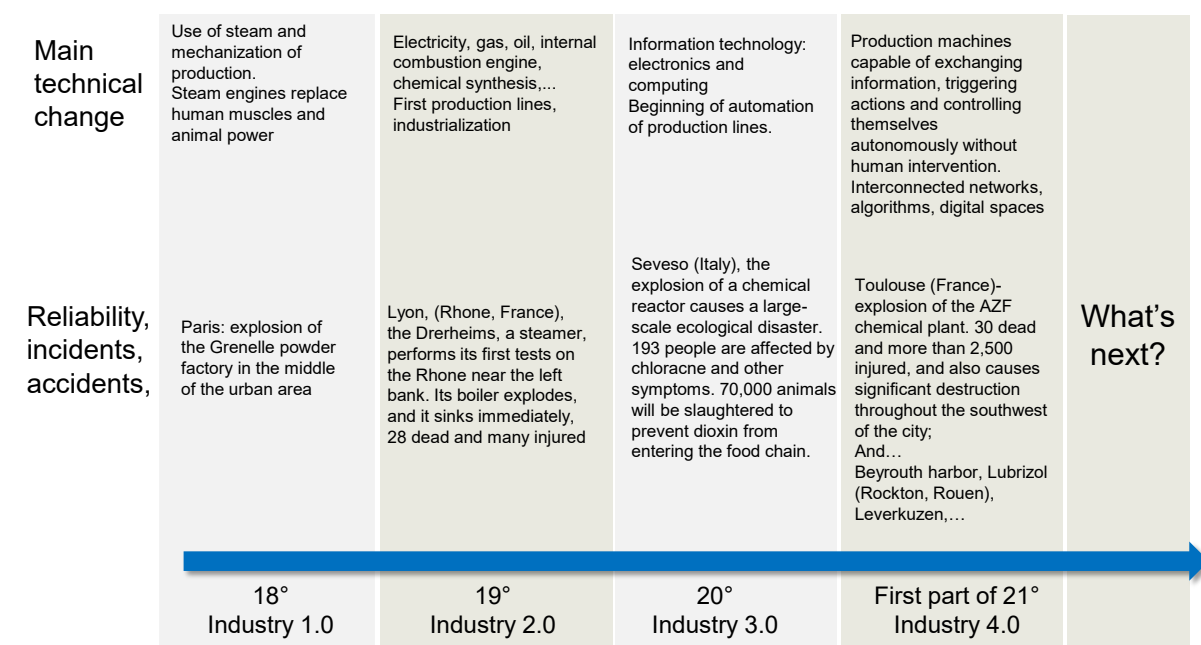 Main
technical
change
Use of steam and
mechanization of
production.
Steam engines replace
human muscles and
animal power
Electricity, gas, oil, internal
combustion engine,
chemical synthesis,...
First production lines,
industrialization
Information technology:
electronics and
computing
Beginning of automation
of production lines.
Production machines
capable of exchanging
information, triggering
actions and controlling
themselves
autonomously without
human intervention.
Interconnected networks,
algorithms, digital spaces
Reliability,
incidents,
accidents,
Paris: explosion of
the Grenelle powder
factory in the middle
of the urban area
Lyon, (Rhone, France),
the Drerheims, a steamer,
performs its first tests on
the Rhone near the left
bank. Its boiler explodes,
and it sinks immediately,
28 dead and many injured
Seveso (Italy), the
explosion of a chemical
reactor causes a large-
scale ecological disaster.
193 people are affected by
chloracne and other
symptoms. 70,000 animals
will be slaughtered to
prevent dioxin from
entering the food chain.
Toulouse (France)-
explosion of the AZF
chemical plant. 30 dead
and more than 2,500
injured, and also causes
significant destruction
throughout the southwest
of the city;
And…
Beyrouth harbor, Lubrizol
(Rockton, Rouen),
Leverkuzen,…
What's
next?
18°
Industry 1.0
19°
Industry 2.0
20°
Industry 3.0
First part of 21°
Industry 4.0